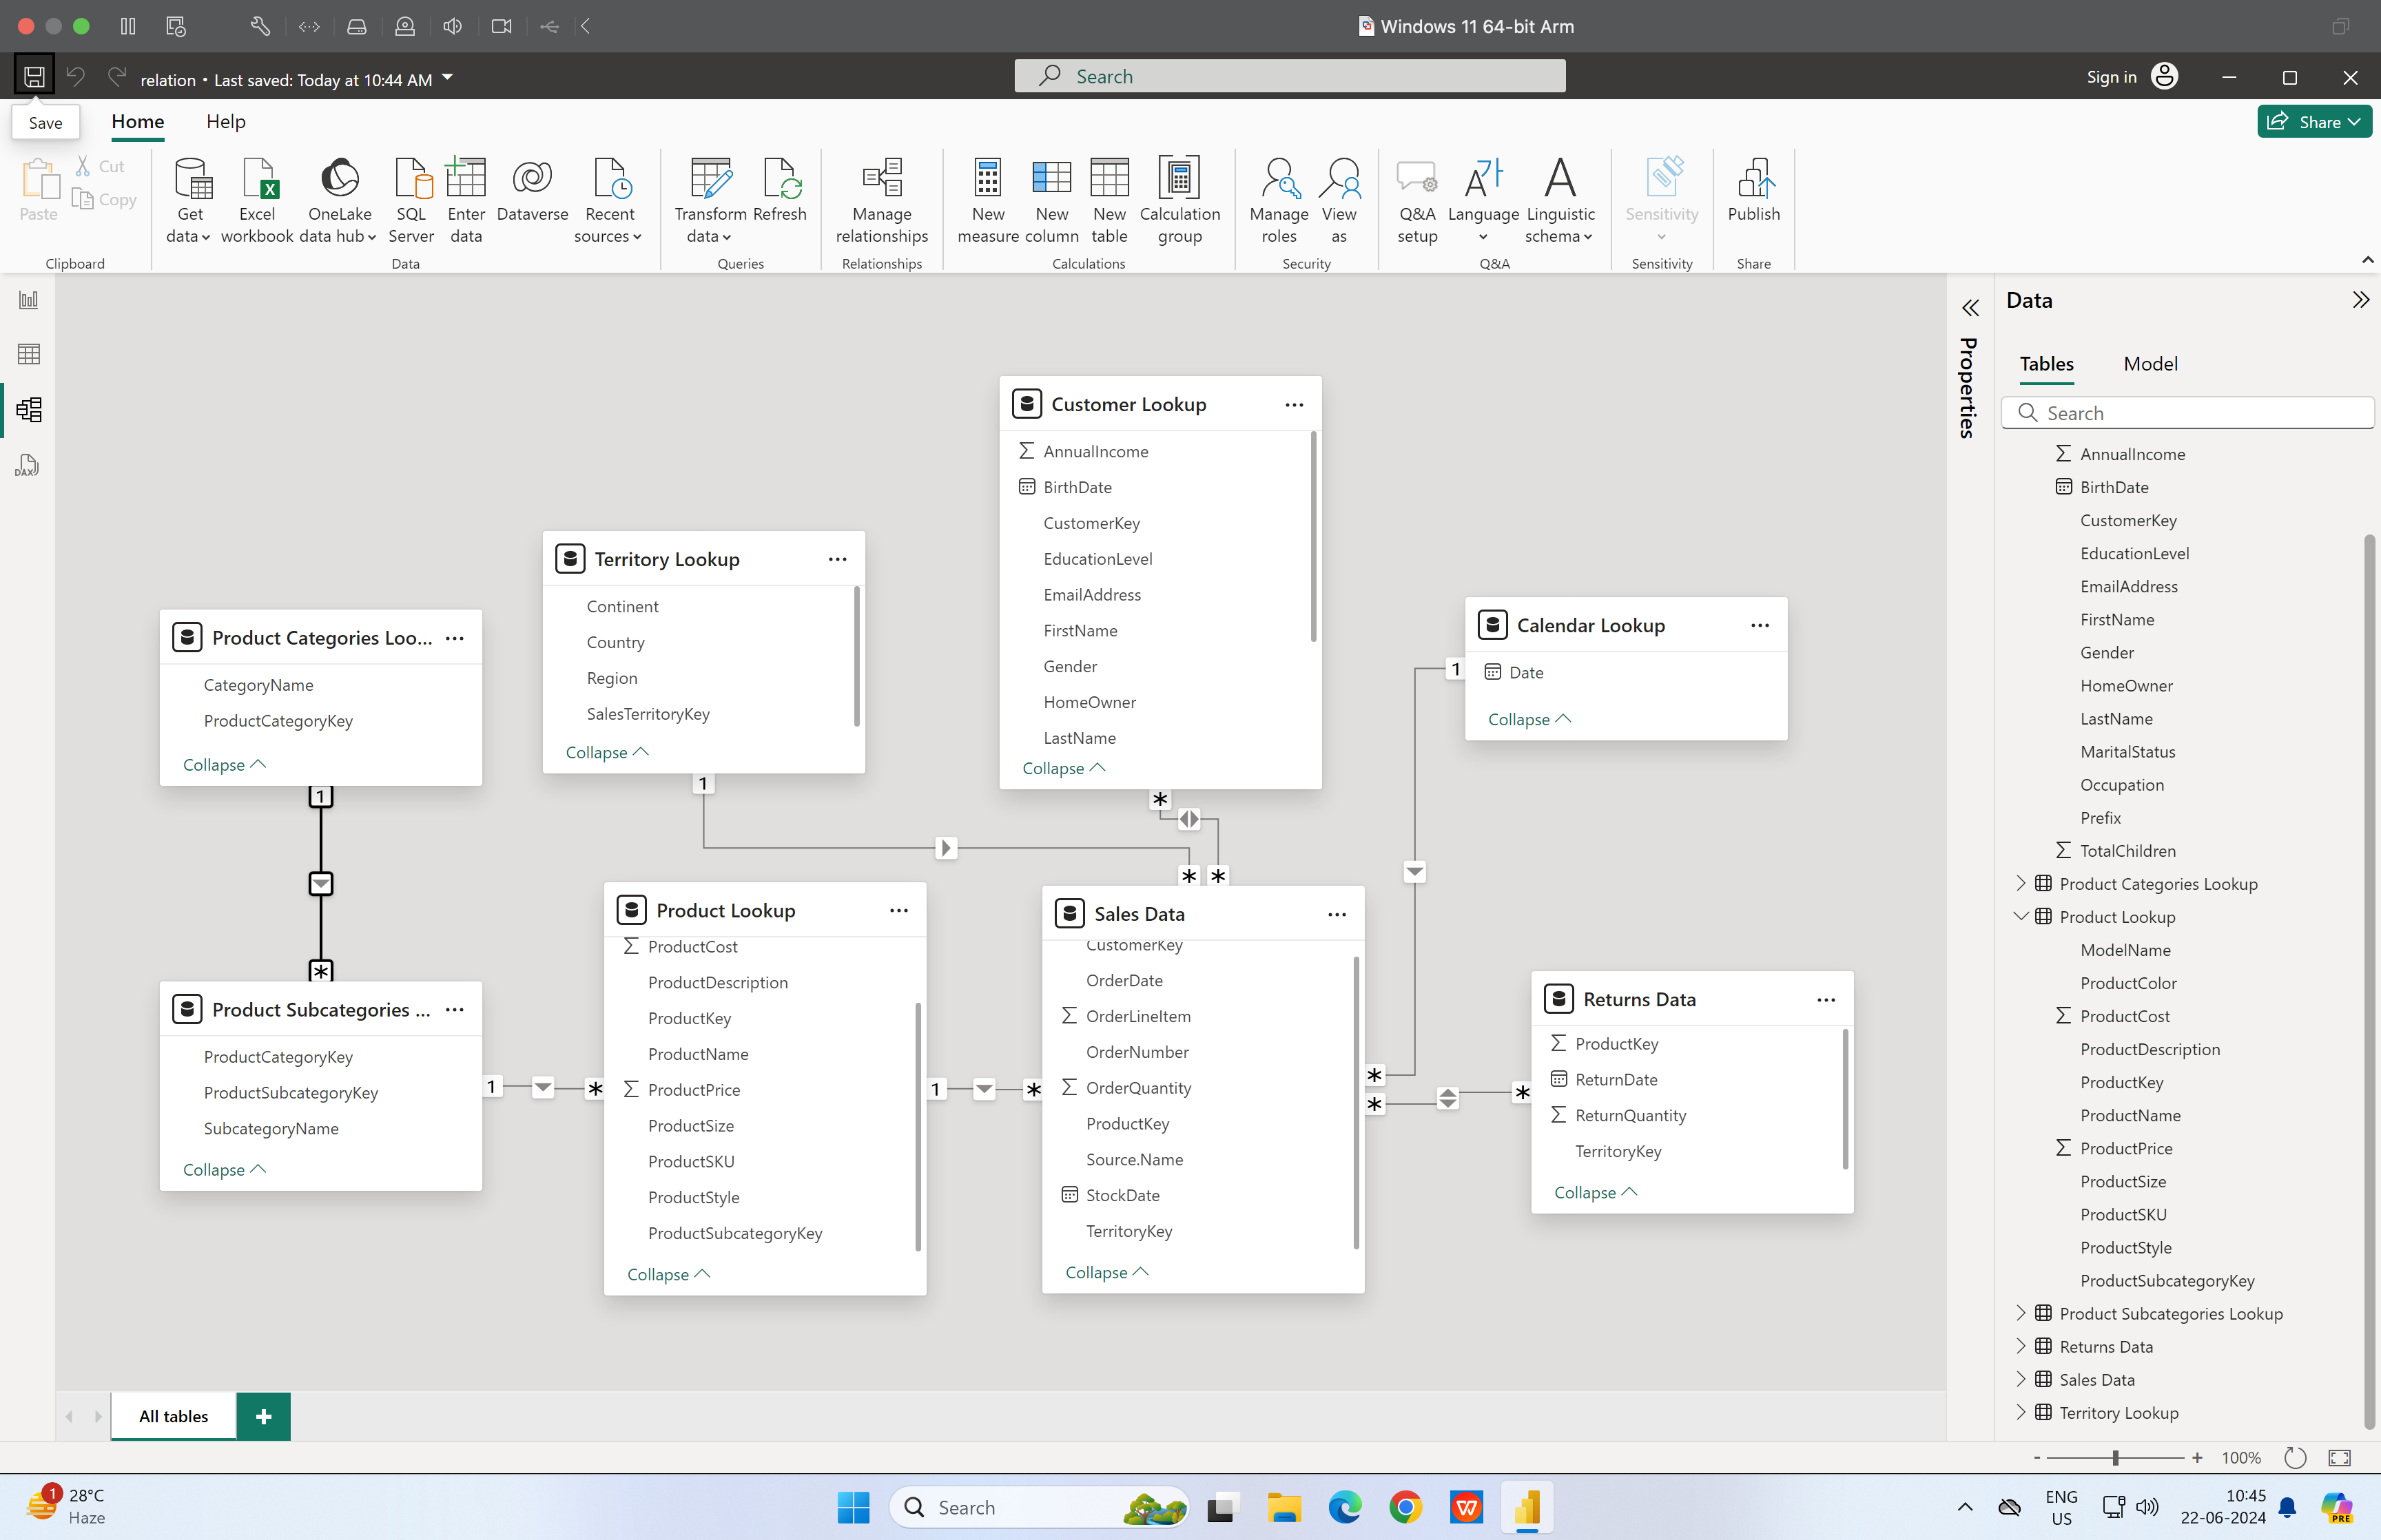 Windows 11 64-bit Arm
relation • Last saved: Today at 10:44 AM
Search
Sign in
Save
Home
Help
Share
Paste
Cut
Copy
Clipboard
Get data
Excel workbook
OneLake data hub
SQL Server
Enter data
Dataverse
Recent sources
Data
Transform data
Refresh
Queries
Manage relationships
Relationships
New measure
New column
New table
Calculation group
Calculations
Manage roles
View as
Security
Q&A setup
Language
Linguistic schema
Q&A
Sensitivity
Sensitivity
Publish
Share
DAX
Product Categories Loo...
CategoryName
ProductCategoryKey
Collapse
1
*
Product Subcategories ...
ProductCategoryKey
ProductSubcategoryKey
SubcategoryName
Collapse
1
*
Territory Lookup
Continent
Country
Region
SalesTerritoryKey
Collapse
1
*
Product Lookup
ProductCost
ProductDescription
ProductKey
ProductName
ProductPrice
ProductSize
ProductSKU
ProductStyle
ProductSubcategoryKey
Collapse
1
*
Customer Lookup
AnnualIncome
BirthDate
CustomerKey
EducationLevel
EmailAddress
FirstName
Gender
HomeOwner
LastName
Collapse
*
*
Sales Data
CustomerKey
OrderDate
OrderLineItem
OrderNumber
OrderQuantity
ProductKey
Source.Name
StockDate
TerritoryKey
Collapse
*
*
Calendar Lookup
Date
Collapse
1
Returns Data
ProductKey
ReturnDate
ReturnQuantity
TerritoryKey
Collapse
*
Properties
Data
Tables
Model
Search
AnnualIncome
BirthDate
CustomerKey
EducationLevel
EmailAddress
FirstName
Gender
HomeOwner
LastName
MaritalStatus
Occupation
Prefix
TotalChildren
Product Categories Lookup
Product Lookup
ModelName
ProductColor
ProductCost
ProductDescription
ProductKey
ProductName
ProductPrice
ProductSize
ProductSKU
ProductStyle
ProductSubcategoryKey
Product Subcategories Lookup
Returns Data
Sales Data
Territory Lookup
All tables
+
- + 100%
1
28°C
Haze
Search
ENG
US
10:45
22-06-2024
PRE